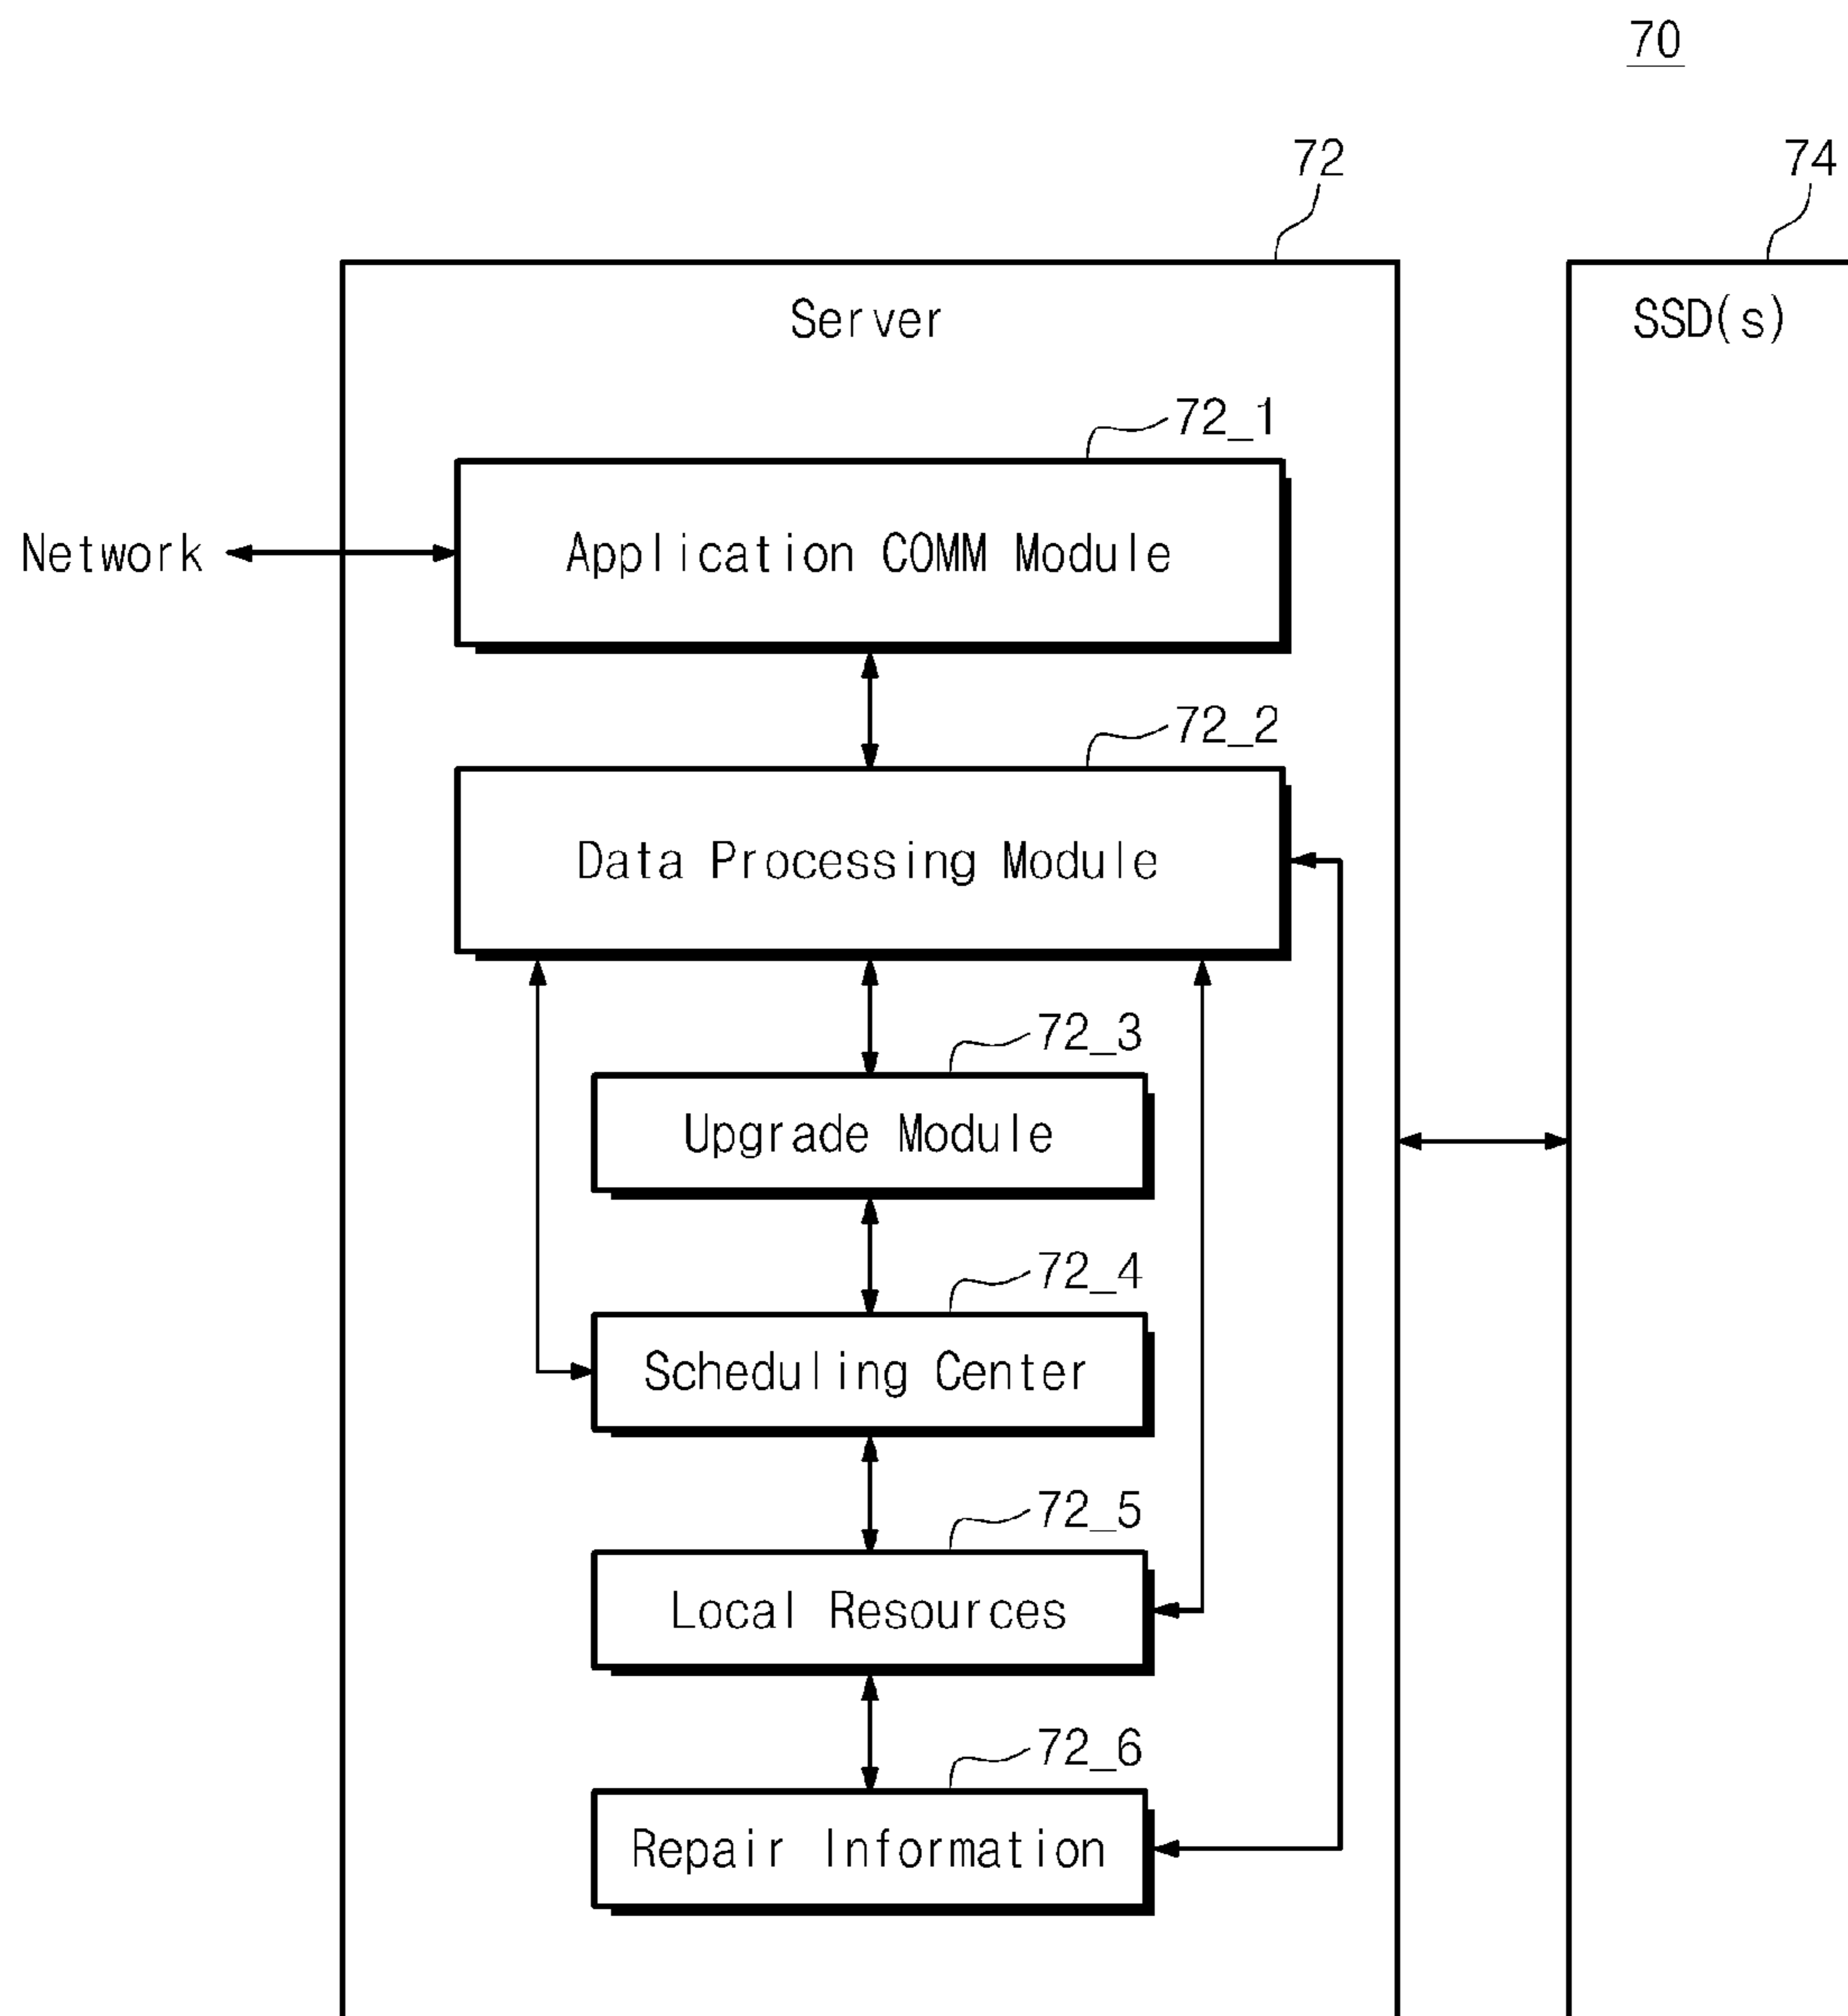 70
72
74
Server
SSD(s)
72_1
Network
Application COMM Module
72_2
Data Processing Module
72_3
Upgrade Module
72_4
Scheduling Center
72_5
Local Resources
72_6
Repair Information